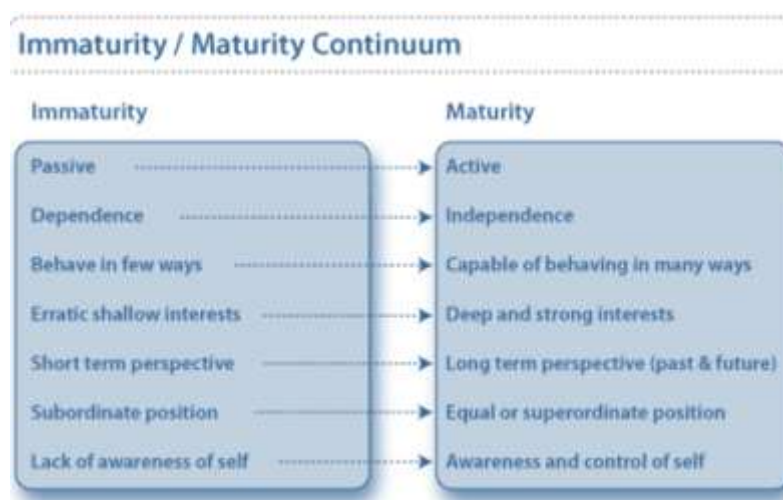 Immaturity / Maturity Continuum
Immaturity Maturity
Passive Active
Dependence Independence
Behave in few ways Capable of behaving in many ways
Erratic shallow interests Deep and strong interests
Short term perspective Long term perspective (past & future)
Subordinate position Equal or superordinate position
Lack of awareness of self Awareness and control of self